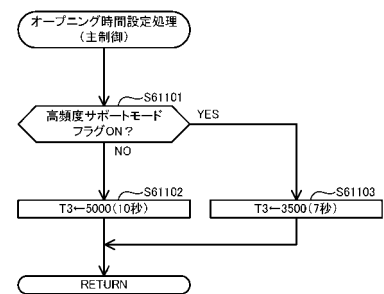 オープニング時間設定処理
(主制御)
S61101
高頻度サポートモード
フラグON?
YES
NO
S61102
T3←5000(10秒)
S61103
T3←3500(7秒)
RETURN